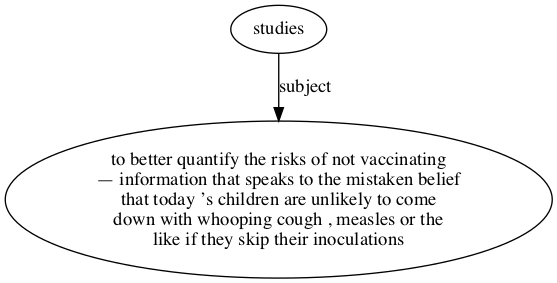 studies
subject
to better quantify the risks of not vaccinating
— information that speaks to the mistaken belief
that today 's children are unlikely to come
down with whooping cough , measles or the
like if they skip their inoculations